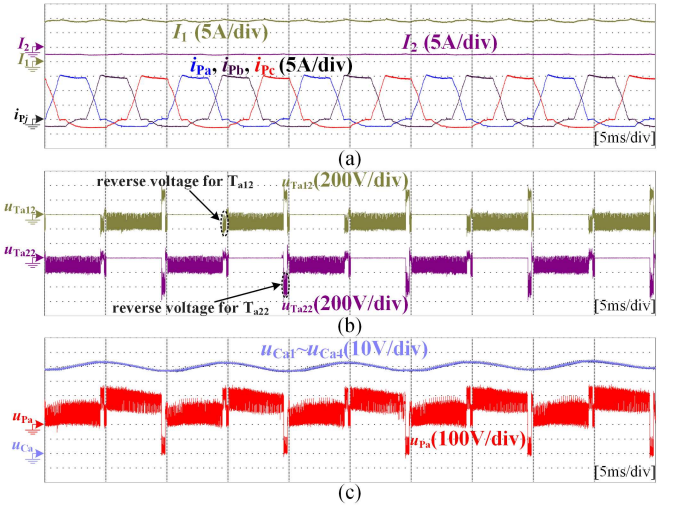 I1 (5A/div)
I2
I2 (5A/div)
I1
iPa, iPb, iPc (5A/div)
iPj
[5ms/div]
(a)
reverse voltage for Ta12
uTa12(200V/div)
uTa12
uTa22
reverse voltage for Ta22
uTa22(200V/div)
[5ms/div]
(b)
uCa1~uCa4(10V/div)
uPa
uPa(100V/div)
uCa
[5ms/div]
(c)